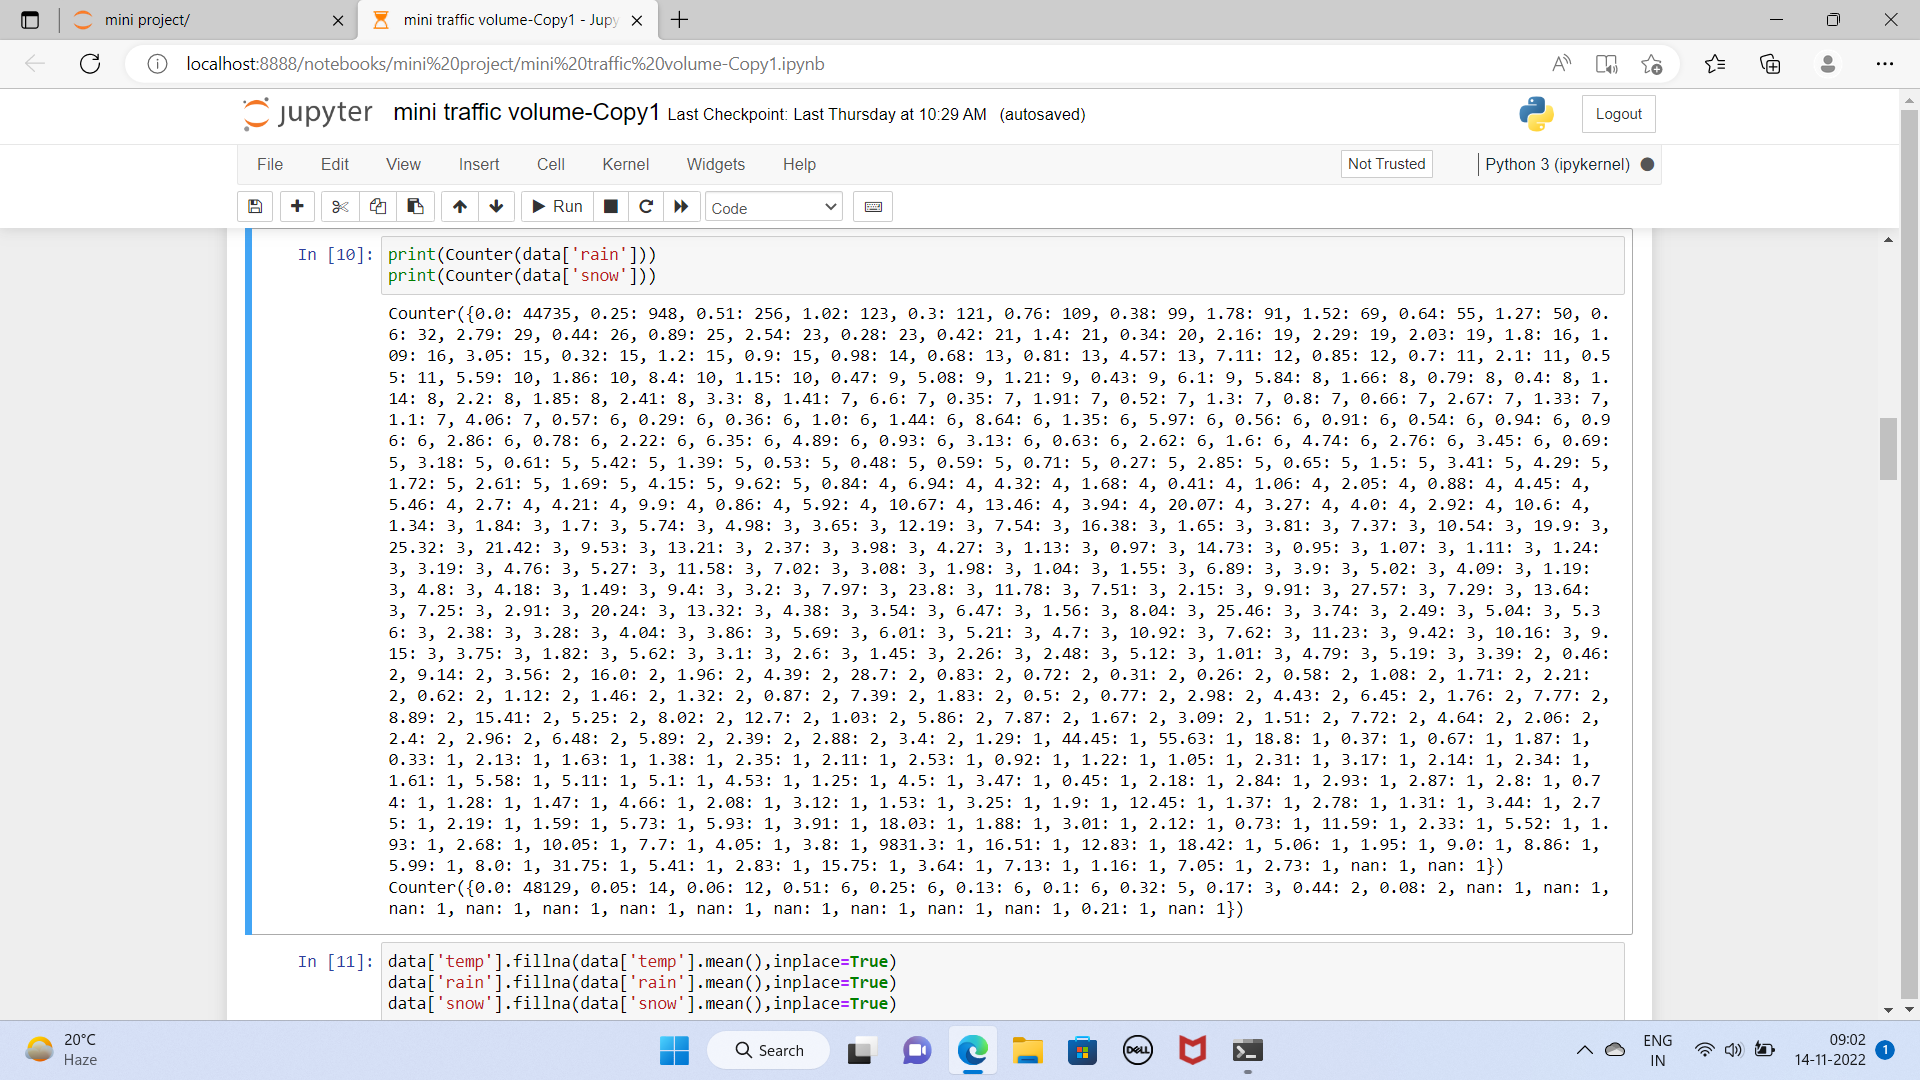 mini project/
mini traffic volume-Copy1 - Jupy
localhost:8888/notebooks/mini%20project/mini%20traffic%20volume-Copy1.ipynb
jupyter mini traffic volume-Copy1 Last Checkpoint: Last Thursday at 10:29 AM (autosaved)
Logout
File Edit View Insert Cell Kernel Widgets Help
Not Trusted
Python 3 (ipykernel)
Run
Code
In [10]: print(Counter(data['rain']))
print(Counter(data['snow']))
Counter({0.0: 44735, 0.25: 948, 0.51: 256, 1.02: 123, 0.3: 121, 0.76: 109, 0.38: 99, 1.78: 91, 1.52: 69, 0.64: 55, 1.27: 50, 0.
6: 32, 2.79: 29, 0.44: 26, 0.89: 25, 2.54: 23, 0.28: 23, 0.42: 21, 1.4: 21, 0.34: 20, 2.16: 19, 2.29: 19, 2.03: 19, 1.8: 16, 1.
09: 16, 3.05: 15, 0.32: 15, 1.2: 15, 0.9: 15, 0.98: 14, 0.68: 13, 0.81: 13, 4.57: 13, 7.11: 12, 0.85: 12, 0.7: 11, 2.1: 11, 0.5
5: 11, 5.59: 10, 1.86: 10, 8.4: 10, 1.15: 10, 0.47: 9, 5.08: 9, 1.21: 9, 0.43: 9, 6.1: 9, 5.84: 8, 1.66: 8, 0.79: 8, 0.4: 8, 1.
14: 8, 2.2: 8, 1.85: 8, 2.41: 8, 3.3: 8, 1.41: 7, 6.6: 7, 0.35: 7, 1.91: 7, 0.52: 7, 1.3: 7, 0.8: 7, 0.66: 7, 2.67: 7, 1.33: 7,
1.1: 7, 4.06: 7, 0.57: 6, 0.29: 6, 0.36: 6, 1.0: 6, 1.44: 6, 8.64: 6, 1.35: 6, 5.97: 6, 0.56: 6, 0.91: 6, 0.54: 6, 0.94: 6, 0.9
6: 6, 2.86: 6, 0.78: 6, 2.22: 6, 6.35: 6, 4.89: 6, 0.93: 6, 3.13: 6, 0.63: 6, 2.62: 6, 1.6: 6, 4.74: 6, 2.76: 6, 3.45: 6, 0.69:
5, 3.18: 5, 0.61: 5, 5.42: 5, 1.39: 5, 0.53: 5, 0.48: 5, 0.59: 5, 0.71: 5, 0.27: 5, 2.85: 5, 0.65: 5, 1.5: 5, 3.41: 5, 4.29: 5,
1.72: 5, 2.61: 5, 1.69: 5, 4.15: 5, 9.62: 5, 0.84: 4, 6.94: 4, 4.32: 4, 1.68: 4, 0.41: 4, 1.06: 4, 2.05: 4, 0.88: 4, 4.45: 4,
5.46: 4, 2.7: 4, 4.21: 4, 9.9: 4, 0.86: 4, 5.92: 4, 10.67: 4, 13.46: 4, 3.94: 4, 20.07: 4, 3.27: 4, 4.0: 4, 2.92: 4, 10.6: 4,
1.34: 3, 1.84: 3, 1.7: 3, 5.74: 3, 4.98: 3, 3.65: 3, 12.19: 3, 7.54: 3, 16.38: 3, 1.65: 3, 3.81: 3, 7.37: 3, 10.54: 3, 19.9: 3,
25.32: 3, 21.42: 3, 9.53: 3, 13.21: 3, 2.37: 3, 3.98: 3, 4.27: 3, 1.13: 3, 0.97: 3, 14.73: 3, 0.95: 3, 1.07: 3, 1.11: 3, 1.24:
3, 3.19: 3, 4.76: 3, 5.27: 3, 11.58: 3, 7.02: 3, 3.08: 3, 1.98: 3, 1.04: 3, 1.55: 3, 6.89: 3, 3.9: 3, 5.02: 3, 4.09: 3, 1.19:
3, 4.8: 3, 4.18: 3, 1.49: 3, 9.4: 3, 3.2: 3, 7.97: 3, 23.8: 3, 11.78: 3, 7.51: 3, 2.15: 3, 9.91: 3, 27.57: 3, 7.29: 3, 13.64:
3, 7.25: 3, 2.91: 3, 20.24: 3, 13.32: 3, 4.38: 3, 3.54: 3, 6.47: 3, 1.56: 3, 8.04: 3, 25.46: 3, 3.74: 3, 2.49: 3, 5.04: 3, 5.3
6: 3, 2.38: 3, 3.28: 3, 4.04: 3, 3.86: 3, 5.69: 3, 6.01: 3, 5.21: 3, 4.7: 3, 10.92: 3, 7.62: 3, 11.23: 3, 9.42: 3, 10.16: 3, 9.
15: 3, 3.75: 3, 1.82: 3, 5.62: 3, 3.1: 3, 2.6: 3, 1.45: 3, 2.26: 3, 2.48: 3, 5.12: 3, 1.01: 3, 4.79: 3, 5.19: 3, 3.39: 2, 0.46:
2, 9.14: 2, 3.56: 2, 16.0: 2, 1.96: 2, 4.39: 2, 28.7: 2, 0.83: 2, 0.72: 2, 0.31: 2, 0.26: 2, 0.58: 2, 1.08: 2, 1.71: 2, 2.21:
2, 0.62: 2, 1.12: 2, 1.46: 2, 1.32: 2, 0.87: 2, 7.39: 2, 1.83: 2, 0.5: 2, 0.77: 2, 2.98: 2, 4.43: 2, 6.45: 2, 1.76: 2, 7.77: 2,
8.89: 2, 15.41: 2, 5.25: 2, 8.02: 2, 12.7: 2, 1.03: 2, 5.86: 2, 7.87: 2, 1.67: 2, 3.09: 2, 1.51: 2, 7.72: 2, 4.64: 2, 2.06: 2,
2.4: 2, 2.96: 2, 6.48: 2, 5.89: 2, 2.39: 2, 2.88: 2, 3.4: 2, 1.29: 1, 44.45: 1, 55.63: 1, 18.8: 1, 0.37: 1, 0.67: 1, 1.87: 1,
0.33: 1, 2.13: 1, 1.63: 1, 1.38: 1, 2.35: 1, 2.11: 1, 2.53: 1, 0.92: 1, 1.22: 1, 1.05: 1, 2.31: 1, 3.17: 1, 2.14: 1, 2.34: 1,
1.61: 1, 5.58: 1, 5.11: 1, 5.1: 1, 4.53: 1, 1.25: 1, 4.5: 1, 3.47: 1, 0.45: 1, 2.18: 1, 2.84: 1, 2.93: 1, 2.87: 1, 2.8: 1, 0.7
4: 1, 1.28: 1, 1.47: 1, 4.66: 1, 2.08: 1, 3.12: 1, 1.53: 1, 3.25: 1, 1.9: 1, 12.45: 1, 1.37: 1, 2.78: 1, 1.31: 1, 3.44: 1, 2.7
5: 1, 2.19: 1, 1.59: 1, 5.73: 1, 5.93: 1, 3.91: 1, 18.03: 1, 1.88: 1, 3.01: 1, 2.12: 1, 0.73: 1, 11.59: 1, 2.33: 1, 5.52: 1, 1.
93: 1, 2.68: 1, 10.05: 1, 7.7: 1, 4.05: 1, 3.8: 1, 9831.3: 1, 16.51: 1, 12.83: 1, 18.42: 1, 5.06: 1, 1.95: 1, 9.0: 1, 8.86: 1,
5.99: 1, 8.0: 1, 31.75: 1, 5.41: 1, 2.83: 1, 15.75: 1, 3.64: 1, 7.13: 1, 1.16: 1, 7.05: 1, 2.73: 1, nan: 1, nan: 1})
Counter({0.0: 48129, 0.05: 14, 0.06: 12, 0.51: 6, 0.25: 6, 0.13: 6, 0.1: 6, 0.32: 5, 0.17: 3, 0.44: 2, 0.08: 2, nan: 1, nan: 1,
nan: 1, nan: 1, nan: 1, nan: 1, nan: 1, nan: 1, nan: 1, nan: 1, nan: 1, 0.21: 1, nan: 1})
In [11]: data['temp'].fillna(data['temp'].mean(),inplace=True)
data['rain'].fillna(data['rain'].mean(),inplace=True)
data['snow'].fillna(data['snow'].mean(),inplace=True)
20°C
Haze
Search
DELL
ENG
IN
09:02
14-11-2022
1